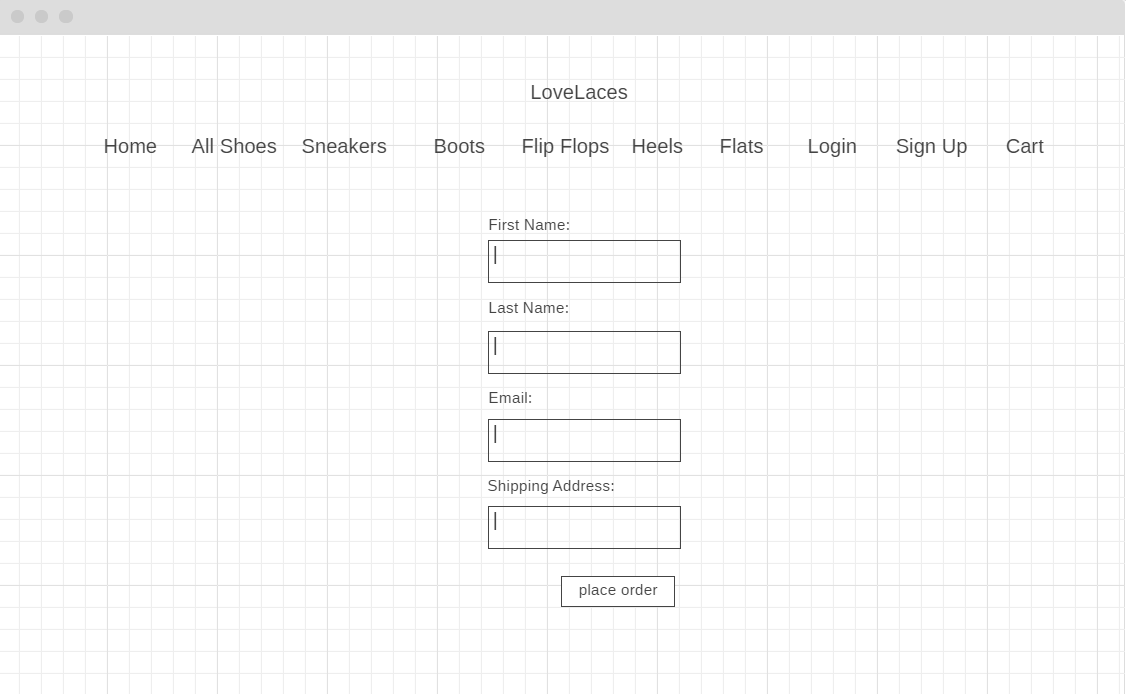 LoveLaces
Home All Shoes Sneakers Boots Flip Flops Heels Flats Login Sign Up Cart
First Name:
Last Name:
Email:
Shipping Address:
place order